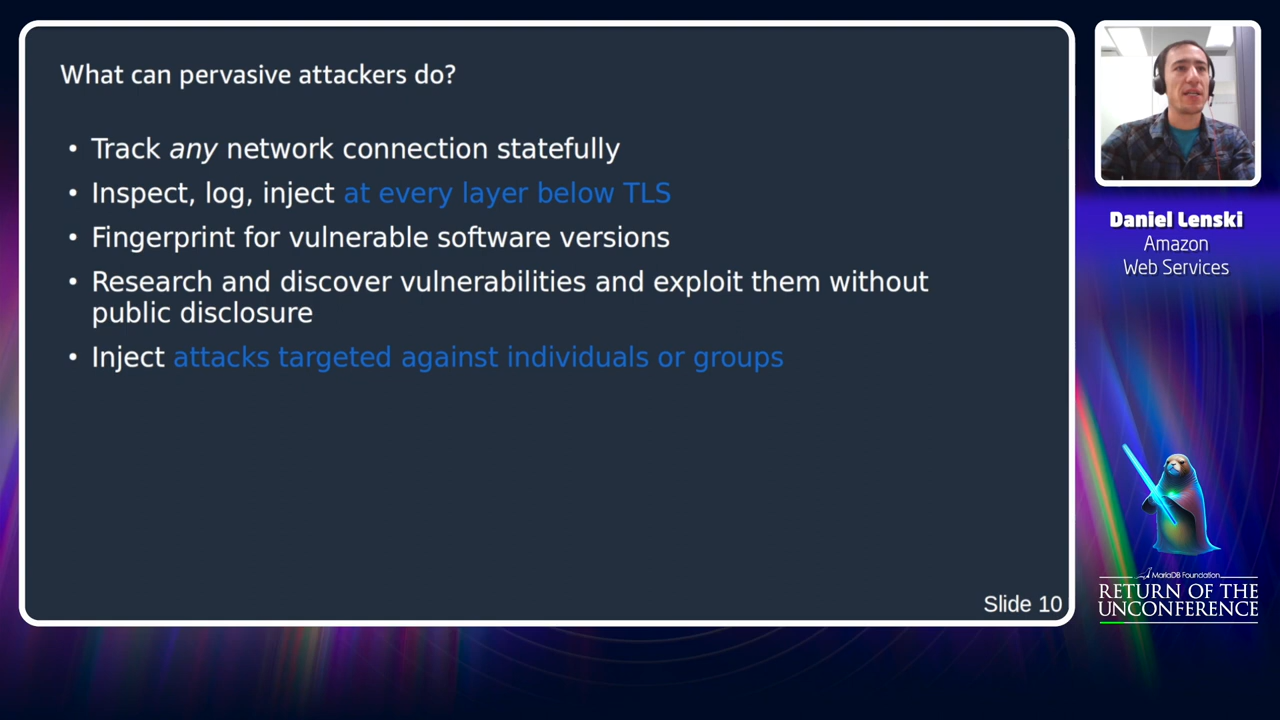 What can pervasive attackers do?
• Track any network connection statefully
• Inspect, log, inject at every layer below TLS
• Fingerprint for vulnerable software versions
• Research and discover vulnerabilities and exploit them without
public disclosure
• Inject attacks targeted against individuals or groups
Slide 10
Daniel Lenski
Amazon
Web Services
MariaDB Foundation
RETURN OF THE
UNCONFERENCE